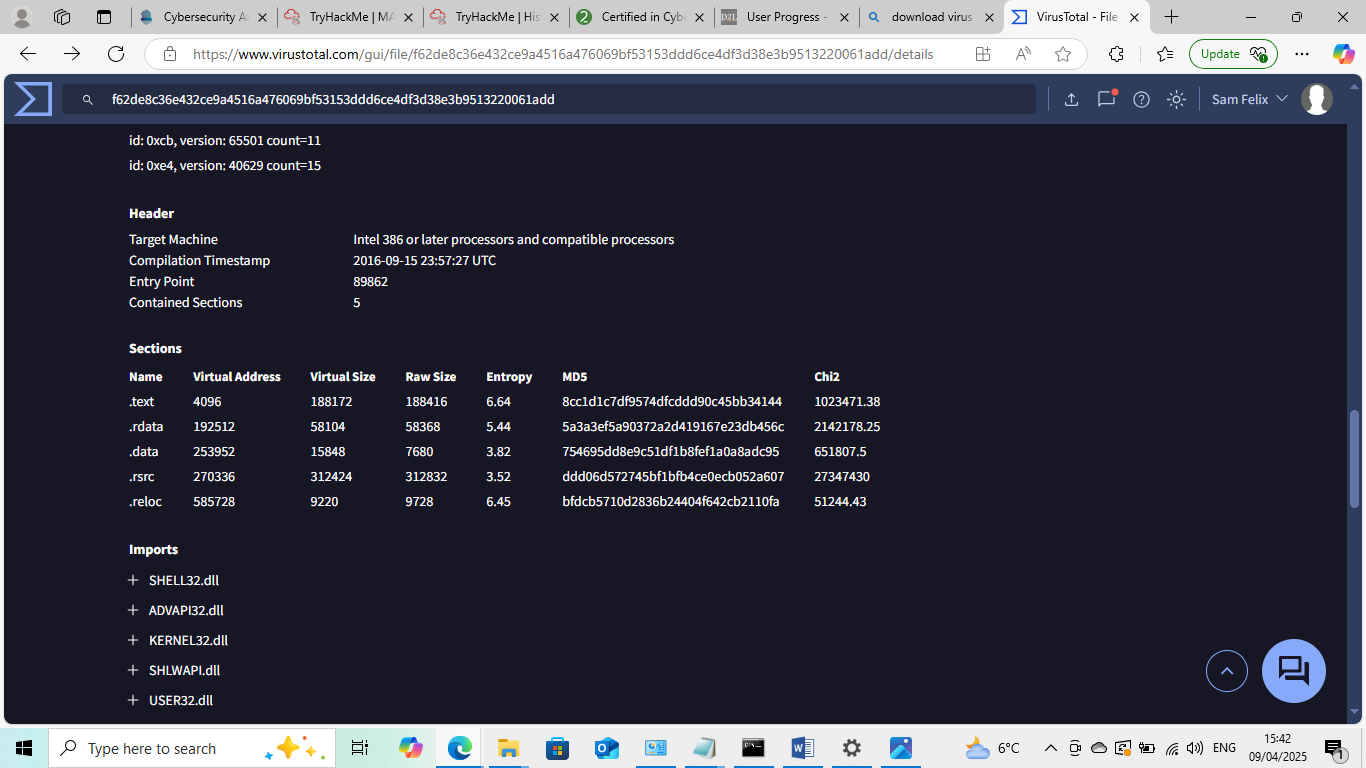 Cybersecurity A
TryHackMe | MA
TryHackMe | His
Certified in Cyb
D2L User Progress -
download virus
VirusTotal - File
https://www.virustotal.com/gui/file/f62de8c36e432ce9a4516a476069bf53153ddd6ce4df3d38e3b9513220061add/details
Update
f62de8c36e432ce9a4516a476069bf53153ddd6ce4df3d38e3b9513220061add
Sam Felix
id: 0xcb, version: 65501 count=11
id: 0xe4, version: 40629 count=15
Header
Target Machine Intel 386 or later processors and compatible processors
Compilation Timestamp 2016-09-15 23:57:27 UTC
Entry Point 89862
Contained Sections 5
Sections
Name Virtual Address Virtual Size Raw Size Entropy MD5 Chi2
.text 4096 188172 188416 6.64 8cc1d1c7df9574dfcddd90c45bb34144 1023471.38
.rdata 192512 58104 58368 5.44 5a3a3ef5a90372a2d419167e23db456c 2142178.25
.data 253952 15848 7680 3.82 754695dd8e9c51df1b8fef1a0a8adc95 651807.5
.rsrc 270336 312424 312832 3.52 ddd06d572745bf1bfb4ce0ecb052a607 27347430
.reloc 585728 9220 9728 6.45 bfdcb5710d2836b24404f642cb2110fa 51244.43
Imports
+ SHELL32.dll
+ ADVAPI32.dll
+ KERNEL32.dll
+ SHLWAPI.dll
+ USER32.dll
Type here to search
6°C
ENG
15:42
09/04/2025
1